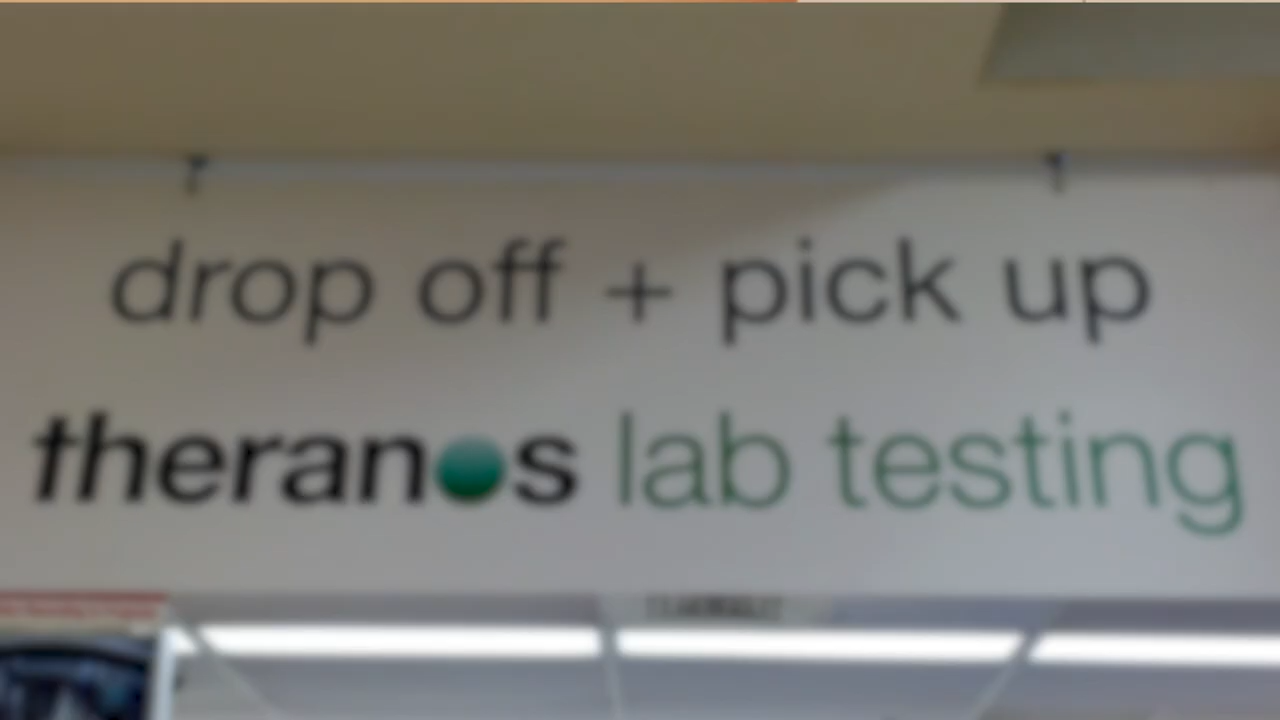 drop off + pick up
theranos lab testing